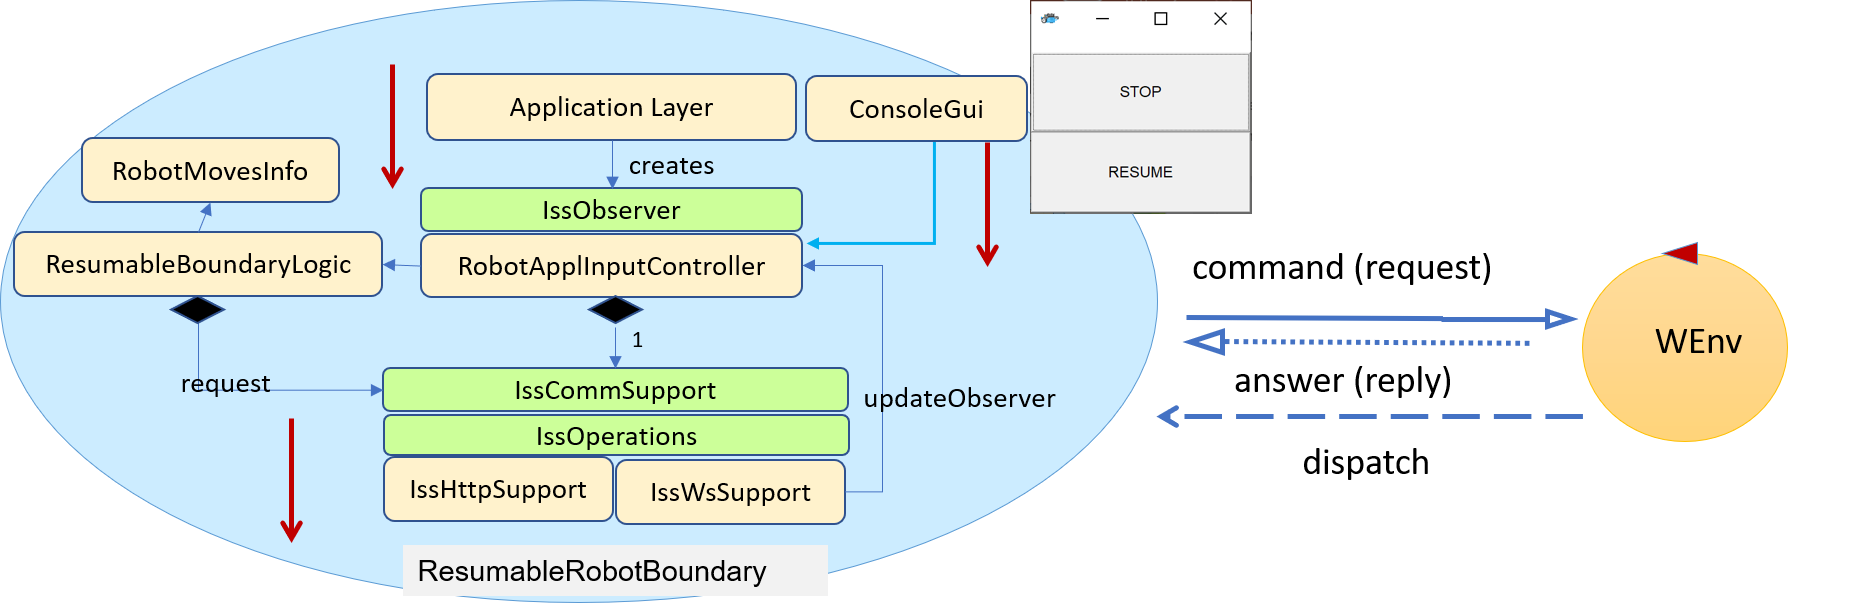 Application Layer
ConsoleGui
STOP
RESUME
RobotMovesInfo
creates
IssObserver
ResumableBoundaryLogic
RobotApplInputController
command (request)
1
WEnv
request
IssCommSupport
updateObserver
answer (reply)
IssOperations
IssHttpSupport
IssWsSupport
dispatch
ResumableRobotBoundary